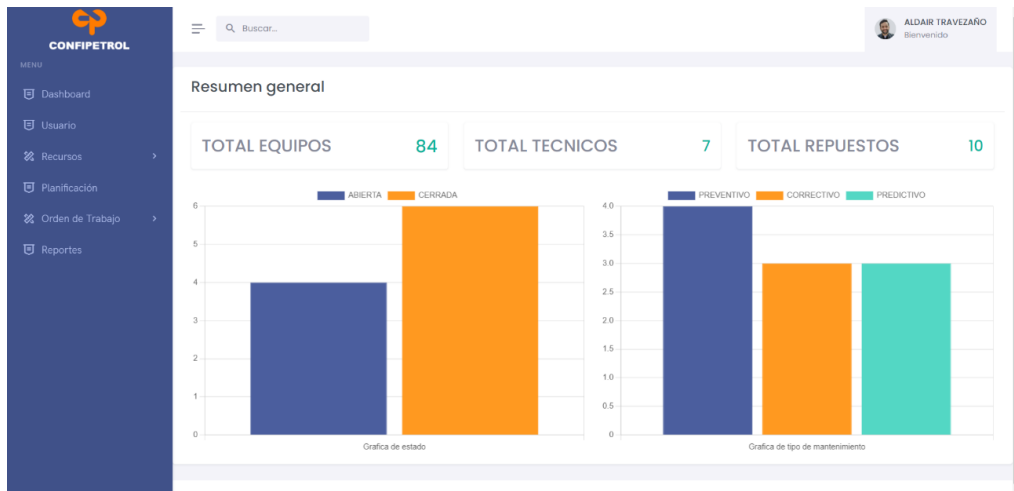 CONFIPETROL
MENU
Dashboard
Usuario
Recursos
Planificación
Orden de Trabajo
Reportes
Buscar...
ALDAIR TRAVEZAÑO
Bienvenido
Resumen general
TOTAL EQUIPOS 84
TOTAL TECNICOS 7
TOTAL REPUESTOS 10
ABIERTA CERRADA
6
5
4
3
2
1
0
Grafica de estado
PREVENTIVO CORRECTIVO PREDICTIVO
4.0
3.5
3.0
2.5
2.0
1.5
1.0
0.5
0
Grafica de tipo de mantenimiento